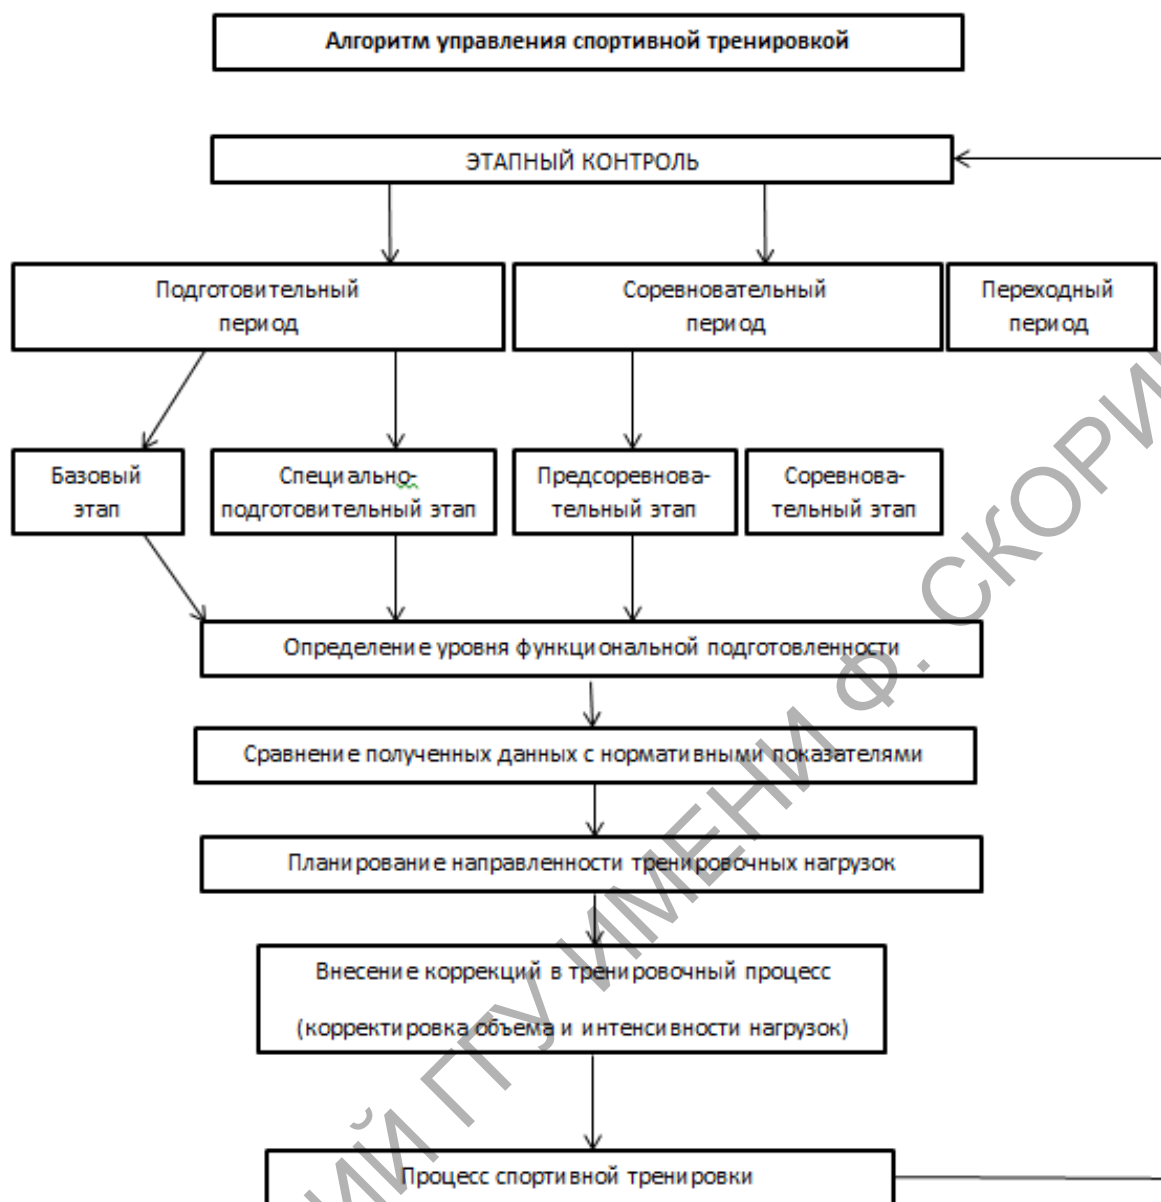 Алгоритм управления спортивной тренировкой
ЭТАПНЫЙ КОНТРОЛЬ
Подготовительный
период
Соревновательный
период
Переходный
период
Базовый
этап
Специально-
подготовительный этап
Предсоревнова-
тельный этап
Соревнова-
тельный этап
Определение уровня функциональной подготовленности
Сравнение полученных данных с нормативными показателями
Планирование направленности тренировочных нагрузок
Внесение коррекций в тренировочный процесс
(корректировка объема и интенсивности нагрузок)
Процесс спортивной тренировки
ГГУ ИМЕНИ Ф.